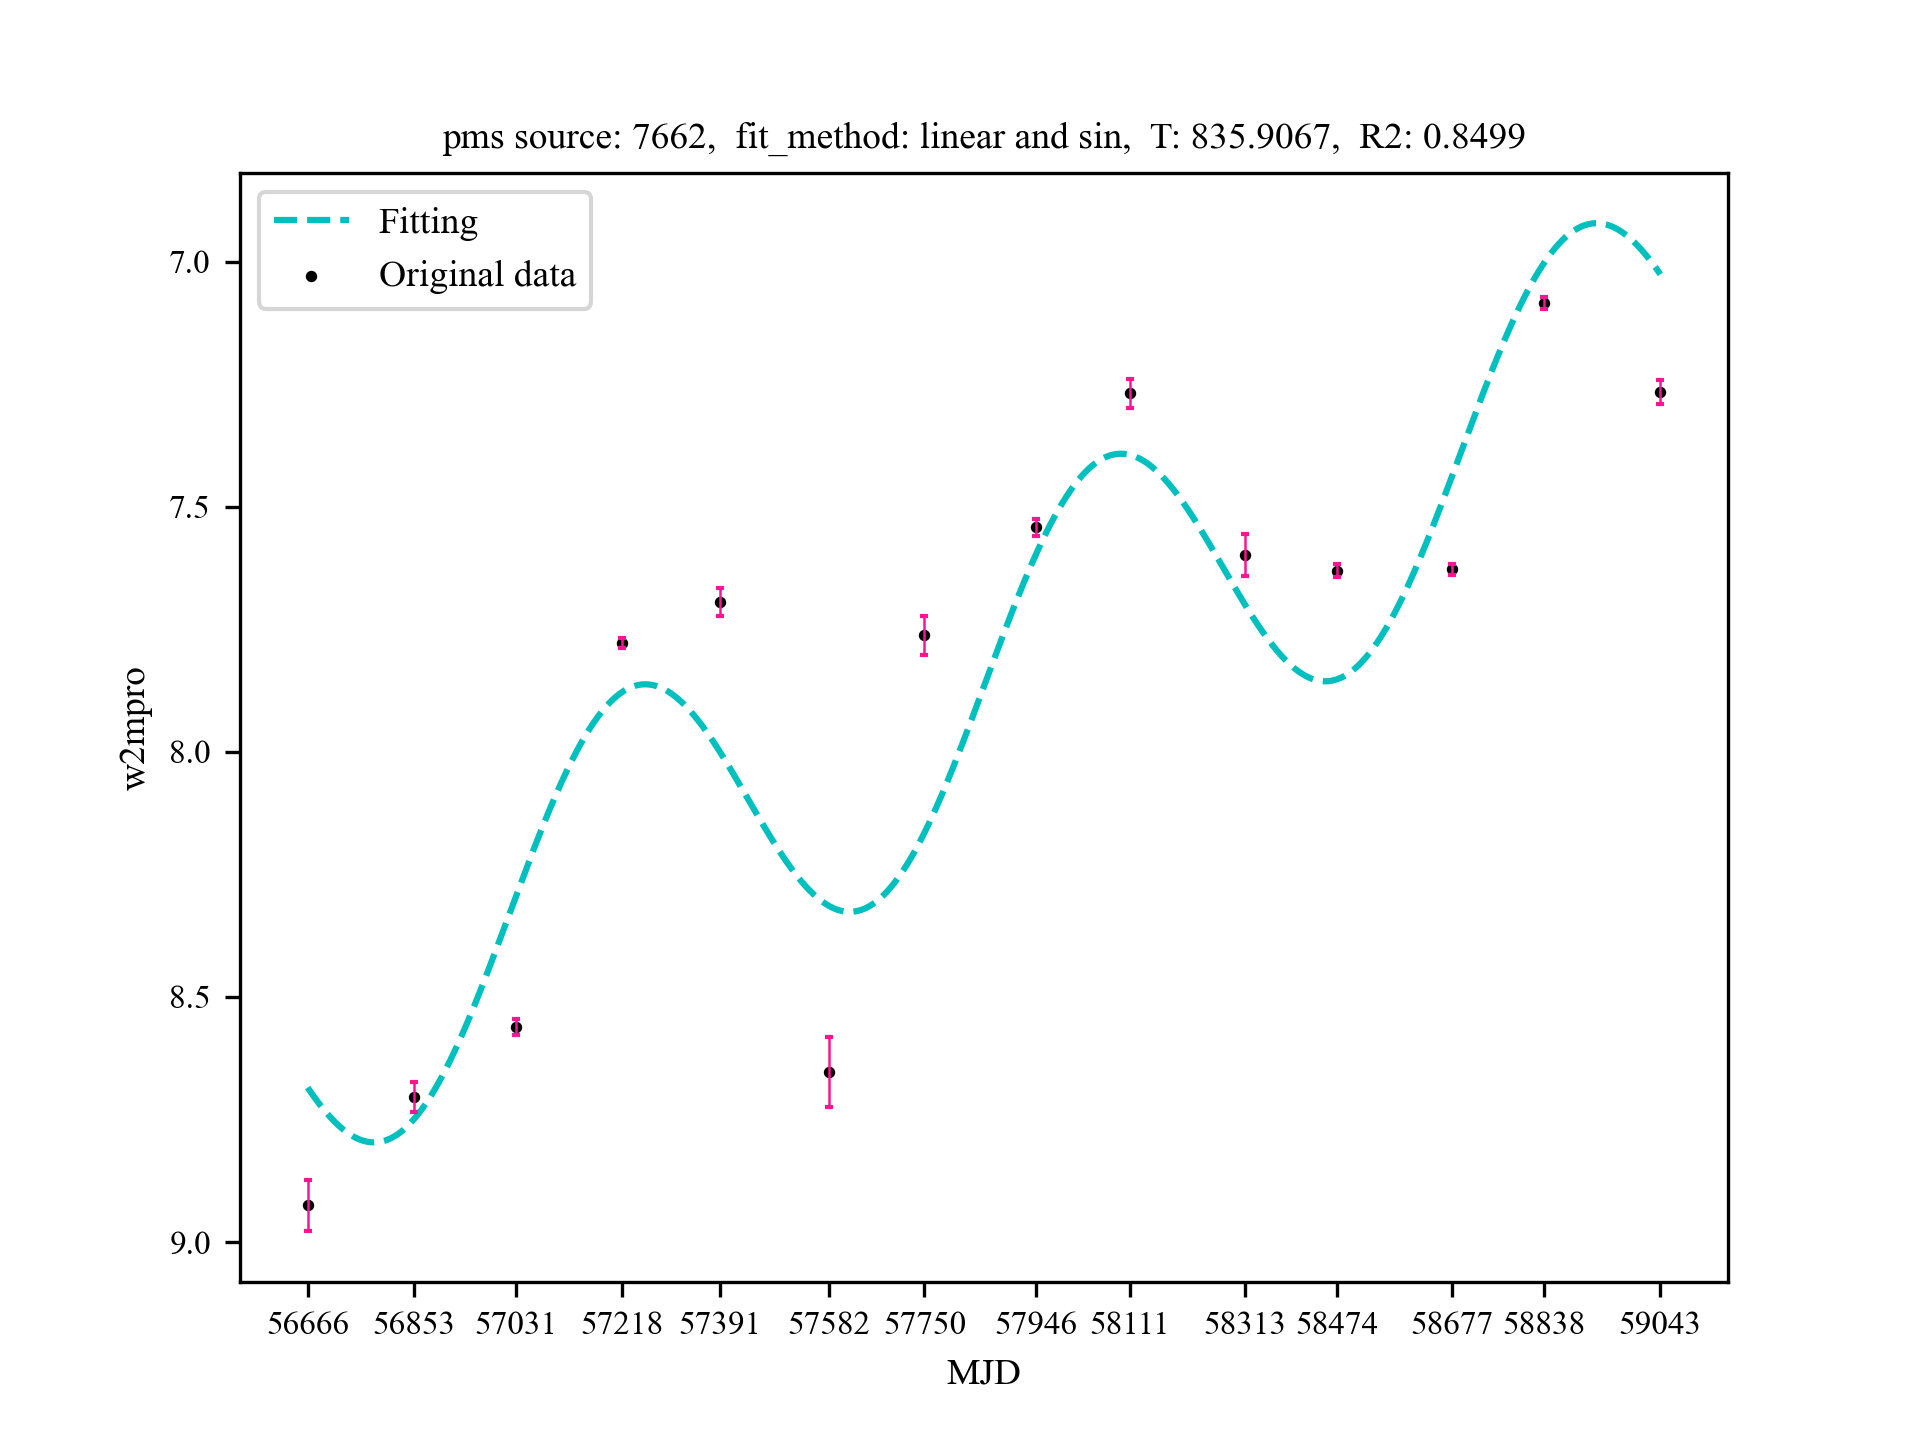 pms source: 7662,  fit_method: linear and sin,  T: 835.9067,  R2: 0.8499
Fitting
Original data
7.0
7.5
8.0
8.5
9.0
w2mpro
56666 56853 57031 57218 57391 57582 57750 57946 58111 58313 58474 58677 58838 59043
MJD